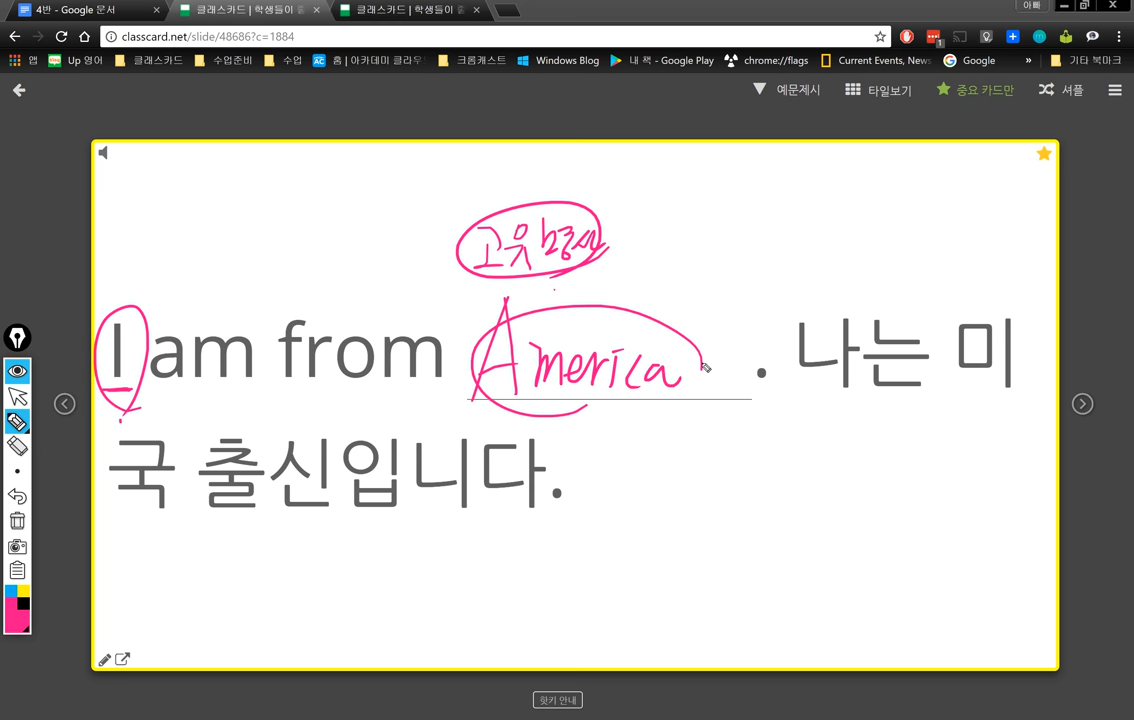 4반 - Google 문서
클래스카드 | 학생들이 줄
클래스카드 | 학생들이 줄
아빠
classcard.net/slide/48686?c=1884
앱 Up 영어 클래스카드 수업준비 수업 홈 | 아카데미 클라우 크롬캐스트 Windows Blog 내 책 - Google Play chrome://flags Current Events, News Google » 기타 북마크
예문제시 타일보기 중요 카드만 셔플
고유명사
I am from America . 나는 미
국 출신입니다.
핫키 안내